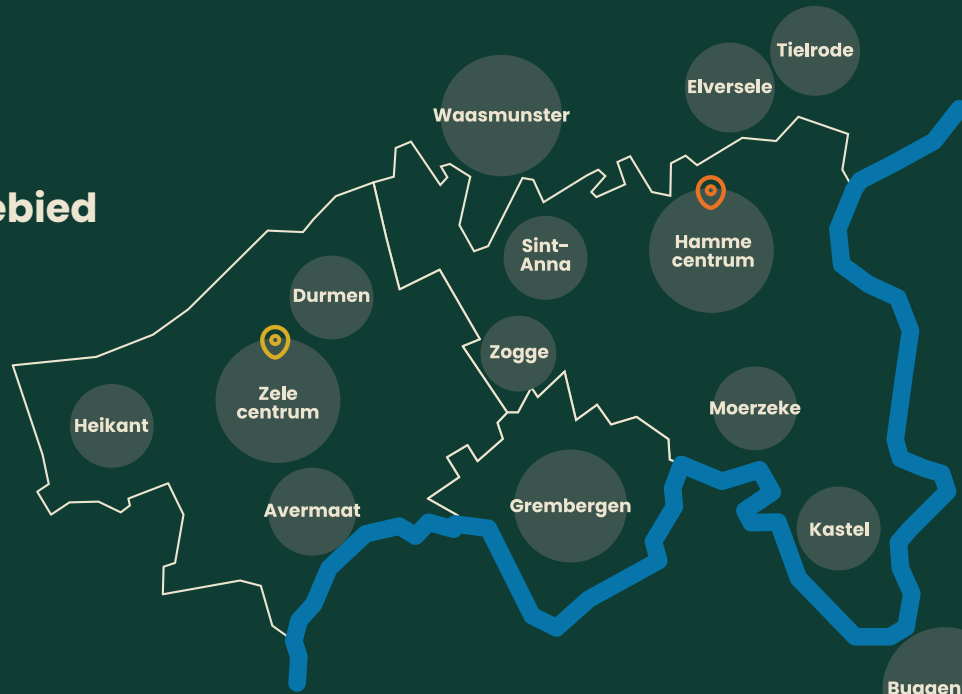 Tielrode
Elversele
Waasmunster
ebied
Sint-
Anna
Hamme
centrum
Durmen
Zogge
Zele
centrum
Moerzeke
Heikant
Grembergen
Avermaat
Kastel
Buggen